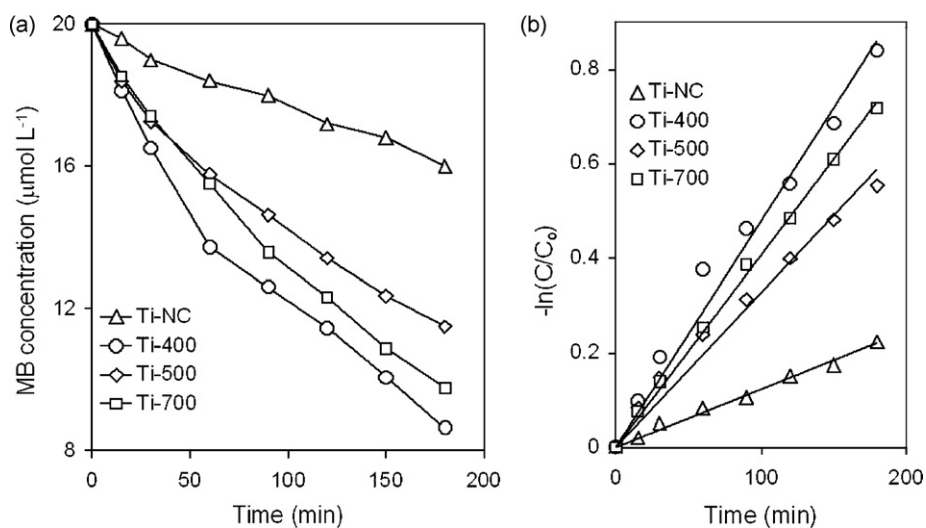 (a)
20
16
12
8
MB concentration (μmol L⁻¹)
Ti-NC
Ti-400
Ti-500
Ti-700
0
50
100
150
200
Time (min)
(b)
0.8
0.6
0.4
0.2
0
-ln(C/Cₒ)
Ti-NC
Ti-400
Ti-500
Ti-700
0
100
200
Time (min)